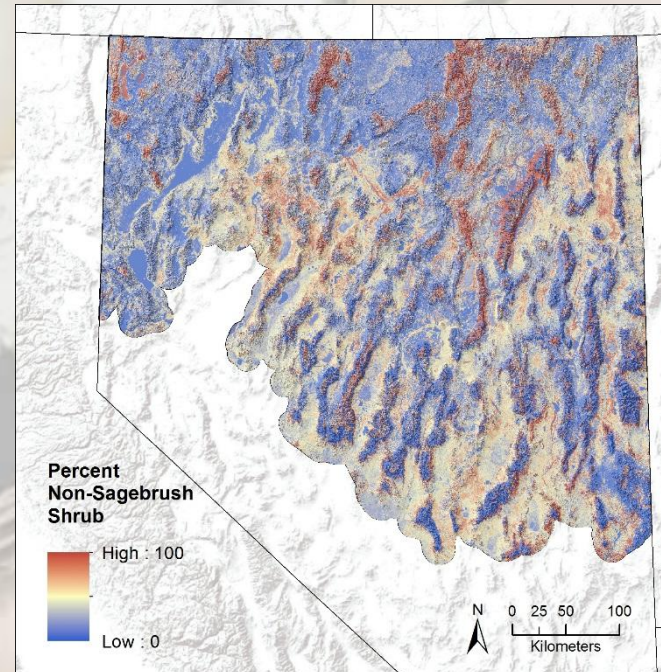 Percent
Non-Sagebrush
Shrub
High : 100
Low : 0
N
0 25 50 100
Kilometers